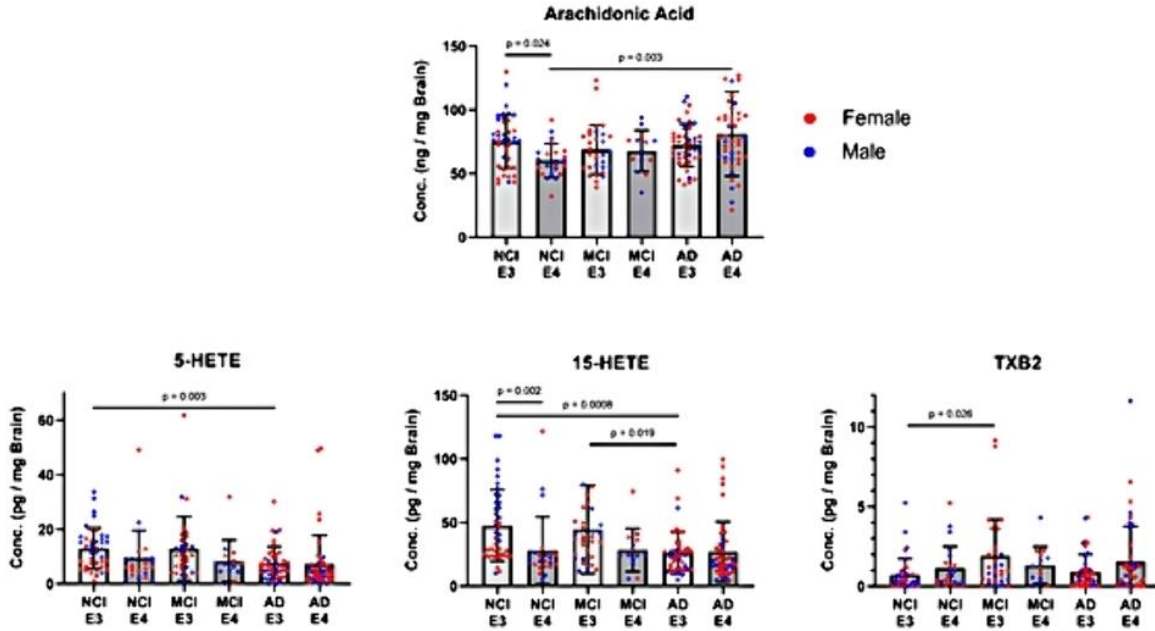 Arachidonic Acid
Conc. (ng / mg Brain)
150
100
50
0
p = 0.024
p = 0.003
NCI NCI MCI MCI AD AD
E3 E4 E3 E4 E3 E4
Female
Male
5-HETE
Conc. (pg / mg Brain)
60
40
20
0
p = 0.003
NCI NCI MCI MCI AD AD
E3 E4 E3 E4 E3 E4
15-HETE
Conc. (pg / mg Brain)
150
100
50
0
p = 0.002
p = 0.0008
p = 0.019
NCI NCI MCI MCI AD AD
E3 E4 E3 E4 E3 E4
TXB2
Conc. (pg / mg Brain)
10
5
0
p = 0.026
NCI NCI MCI MCI AD AD
E3 E4 E3 E4 E3 E4